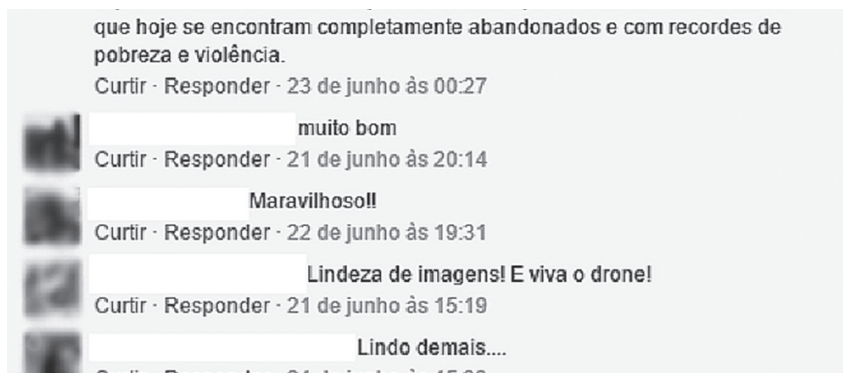 que hoje se encontram completamente abandonados e com recordes de
pobreza e violência.
Curtir · Responder · 23 de junho às 00:27
muito bom
Curtir · Responder · 21 de junho às 20:14
Maravilhoso!!
Curtir · Responder · 22 de junho às 19:31
Lindeza de imagens! E viva o drone!
Curtir · Responder · 21 de junho às 15:19
Lindo demais....